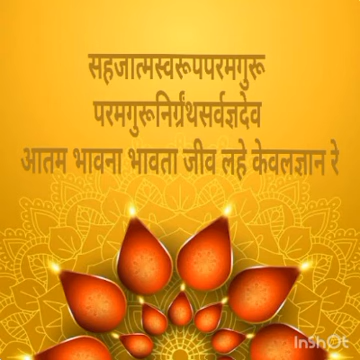 सहजात्मस्वरूपपरमगुरू
परमगुरूनिर्ग्रंथसर्वज्ञदेव
आतम भावना भावता जीव लहे केवलज्ञान रे
InShOt